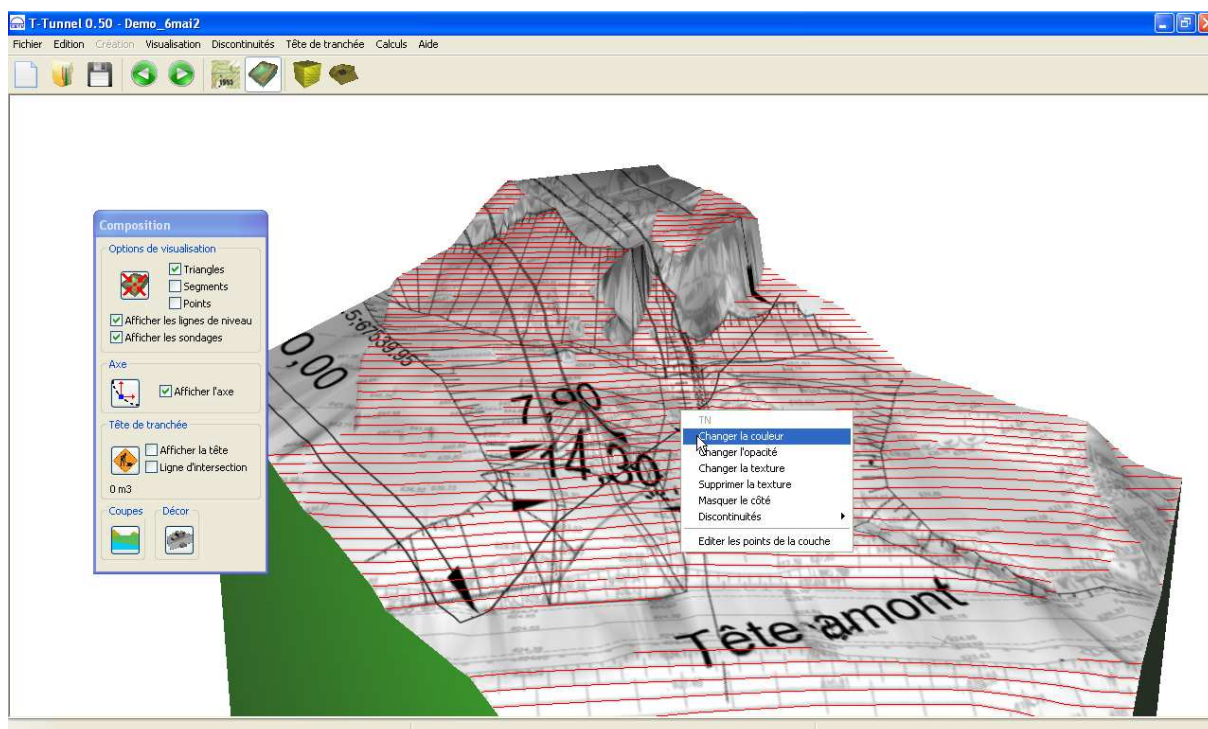 T-Tunnel 0.50 - Demo_6mai2
Fichier Edition Création Visualisation Discontinuités Tête de tranchée Calculs Aide
1993
Composition
Options de visualisation
Triangles
Segments
Points
Afficher les lignes de niveau
Afficher les sondages
Axe
Afficher l'axe
Tête de tranchée
Afficher la tête
Ligne d'intersection
0 m3
Coupes Décor
0,00
7,90
14,30
TN
Changer la couleur
Changer l'opacité
Changer la texture
Supprimer la texture
Masquer le côté
Discontinuités
Editer les points de la couche
Tête amont